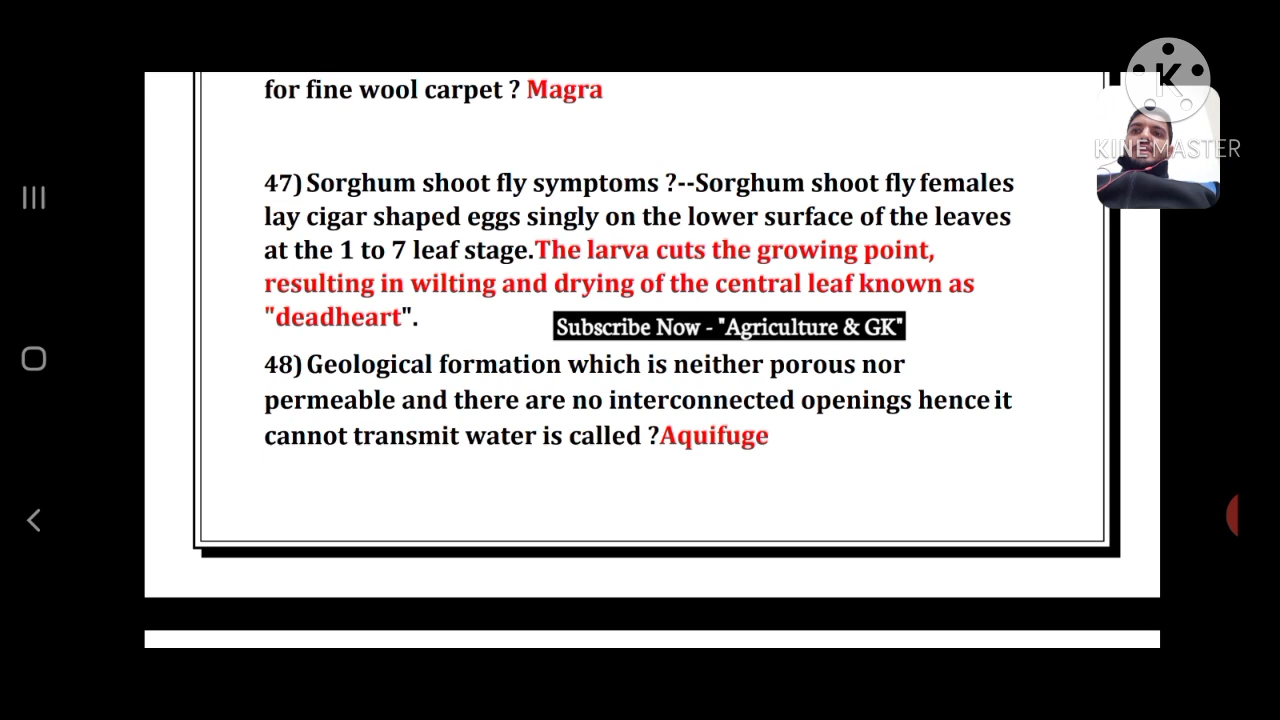 for fine wool carpet ? Magra
KINEMASTER
47) Sorghum shoot fly symptoms ?--Sorghum shoot fly females
lay cigar shaped eggs singly on the lower surface of the leaves
at the 1 to 7 leaf stage.The larva cuts the growing point,
resulting in wilting and drying of the central leaf known as
"deadheart".
Subscribe Now - "Agriculture & GK"
48) Geological formation which is neither porous nor
permeable and there are no interconnected openings hence it
cannot transmit water is called ?Aquifuge